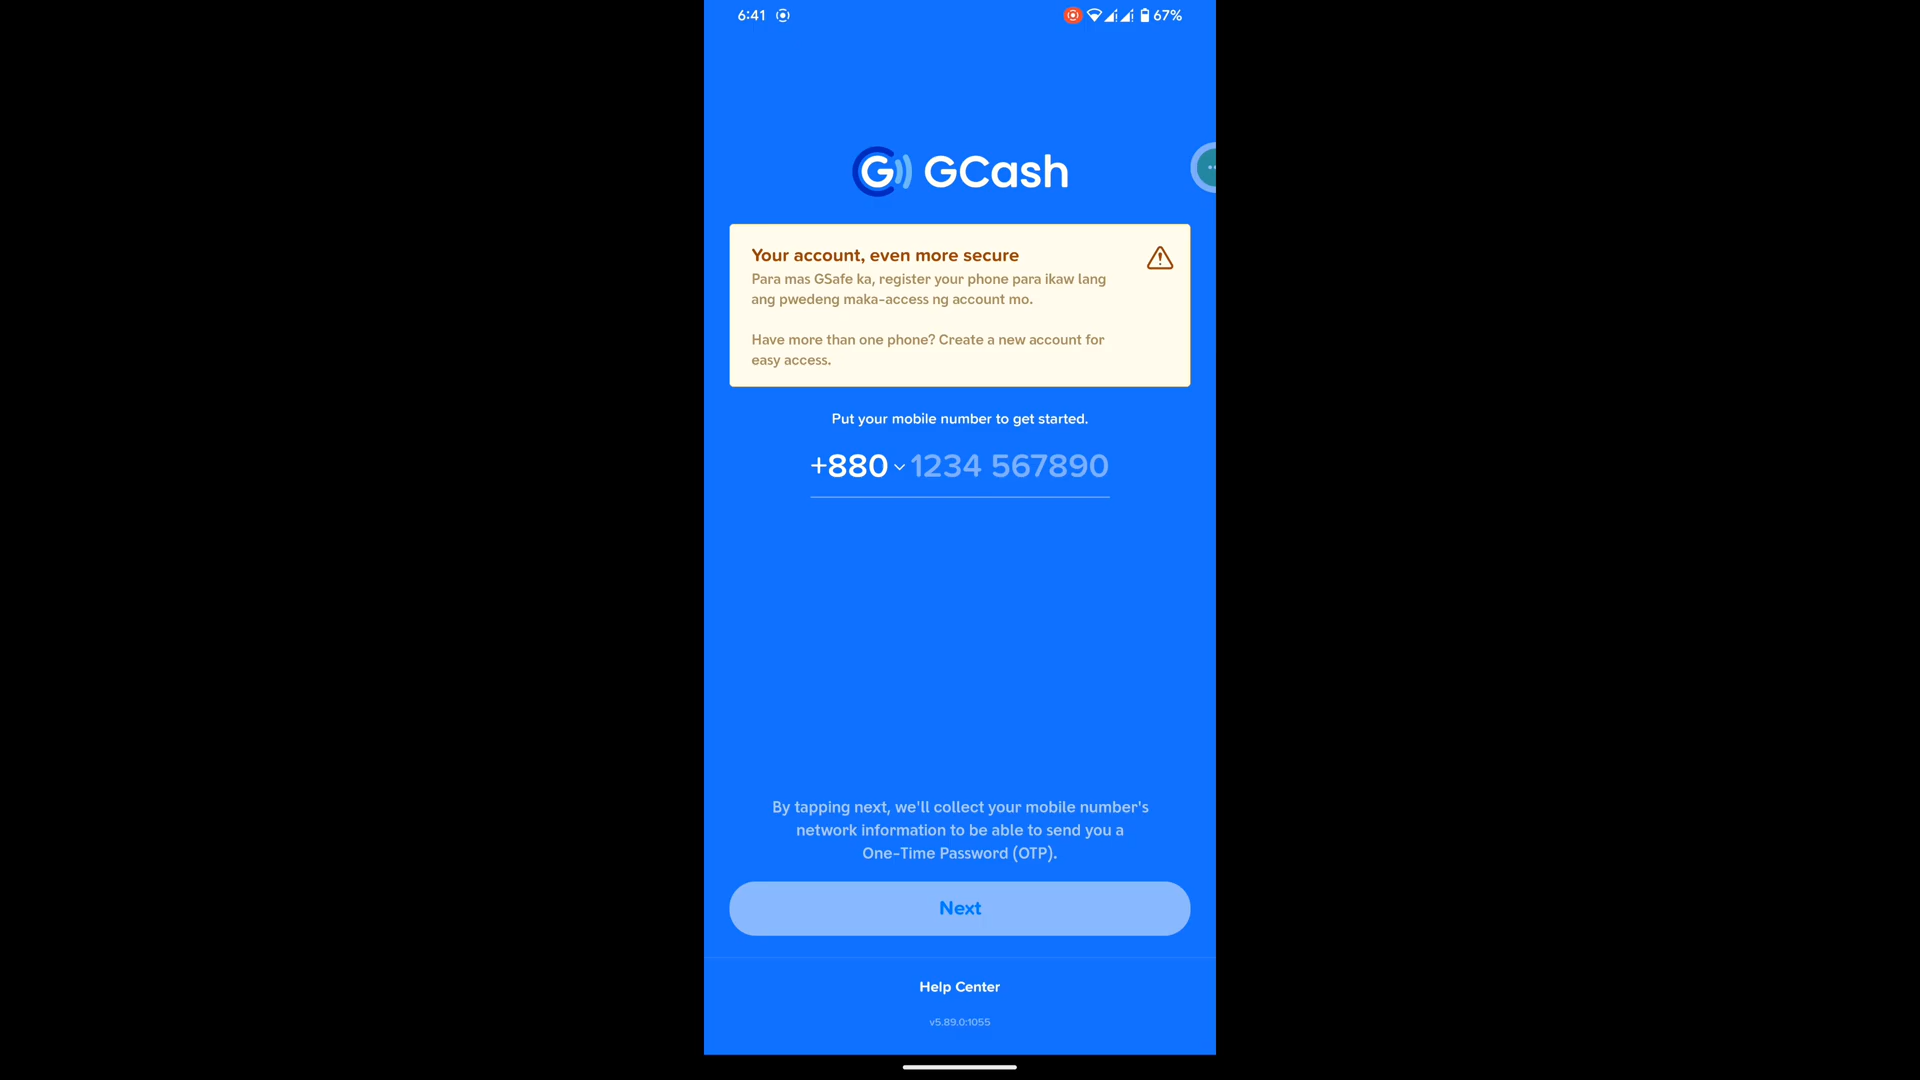 6:41
67%
GCash
Your account, even more secure
Para mas GSafe ka, register your phone para ikaw lang
ang pwedeng maka-access ng account mo.
Have more than one phone? Create a new account for
easy access.
Put your mobile number to get started.
+880 1234 567890
By tapping next, we'll collect your mobile number's
network information to be able to send you a
One-Time Password (OTP).
Next
Help Center
v5.89.0:1055